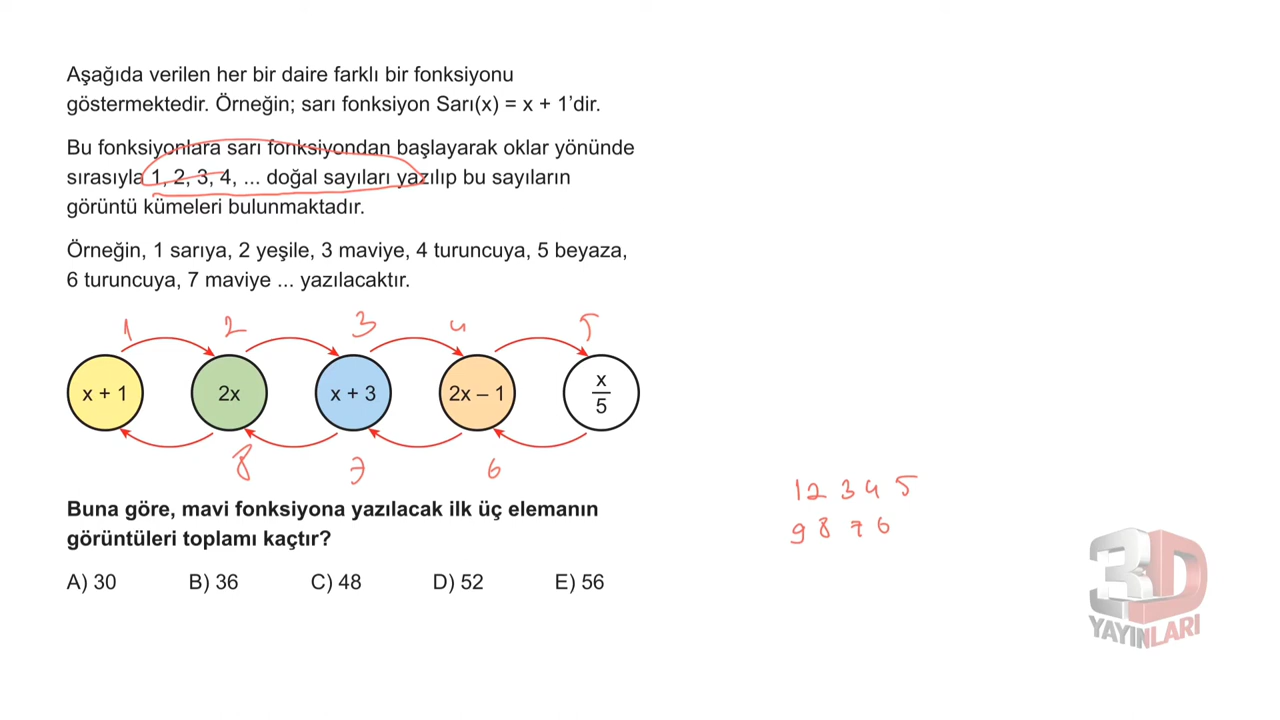 Aşağıda verilen her bir daire farklı bir fonksiyonu
göstermektedir. Örneğin; sarı fonksiyon Sarı(x) = x + 1’dir.
Bu fonksiyonlara sarı fonksiyondan başlayarak oklar yönünde
sırasıyla 1, 2, 3, 4, ... doğal sayıları yazılıp bu sayıların
görüntü kümeleri bulunmaktadır.
Örneğin, 1 sarıya, 2 yeşile, 3 maviye, 4 turuncuya, 5 beyaza,
6 turuncuya, 7 maviye ... yazılacaktır.
1 2 3 4 5
x + 1 2x x + 3 2x – 1 x/5
8 7 6
Buna göre, mavi fonksiyona yazılacak ilk üç elemanın
görüntüleri toplamı kaçtır?
A) 30 B) 36 C) 48 D) 52 E) 56
1 2 3 4 5
9 8 7 6
3D
YAYINLARI